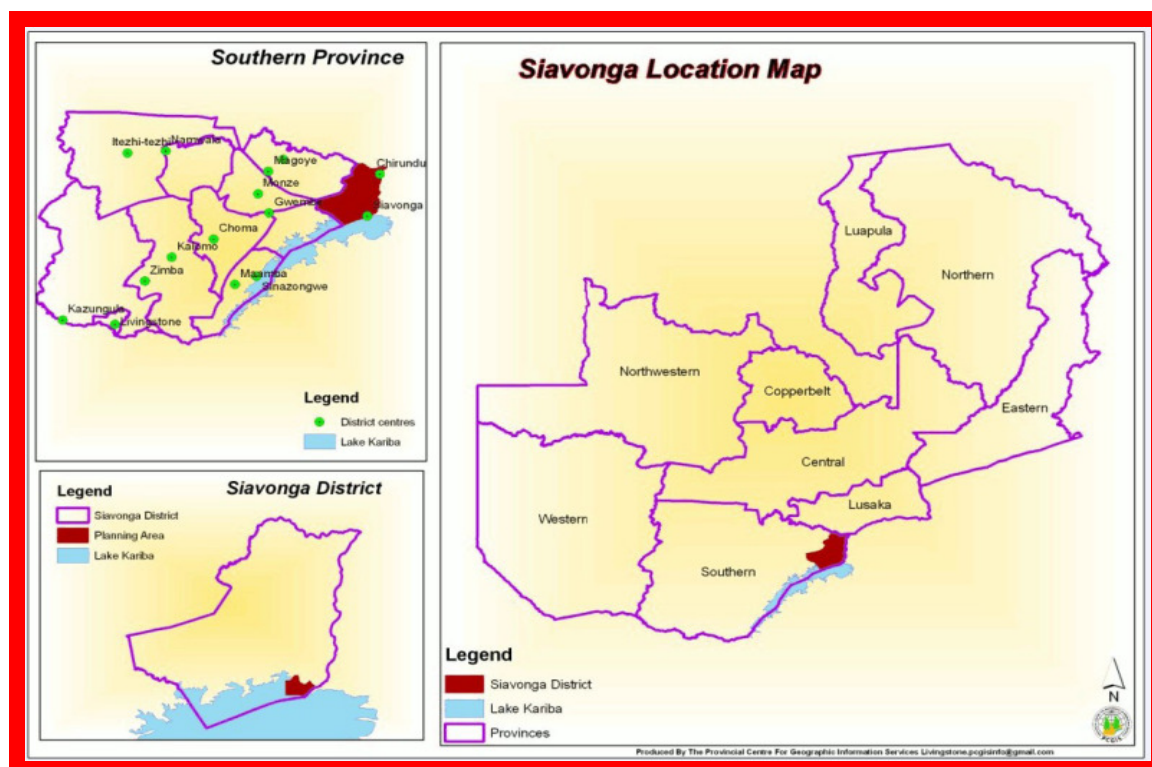 Southern Province
Itezhi-tezhi
Namwala
Magoye
Chirundu
Monze
Gwembe
Siavonga
Choma
Kalomo
Zimba
Maamba
Sinazongwe
Kazungula
Livingstone
Legend
District centres
Lake Kariba
Siavonga District
Legend
Siavonga District
Planning Area
Lake Kariba
Siavonga Location Map
Luapula
Northern
Northwestern
Copperbelt
Eastern
Central
Lusaka
Western
Southern
Legend
Siavonga District
Lake Kariba
Provinces
N
PCGIS
Produced By The Provincial Centre For Geographic Information Services Livingstone.pcgisinfo@gmail.com